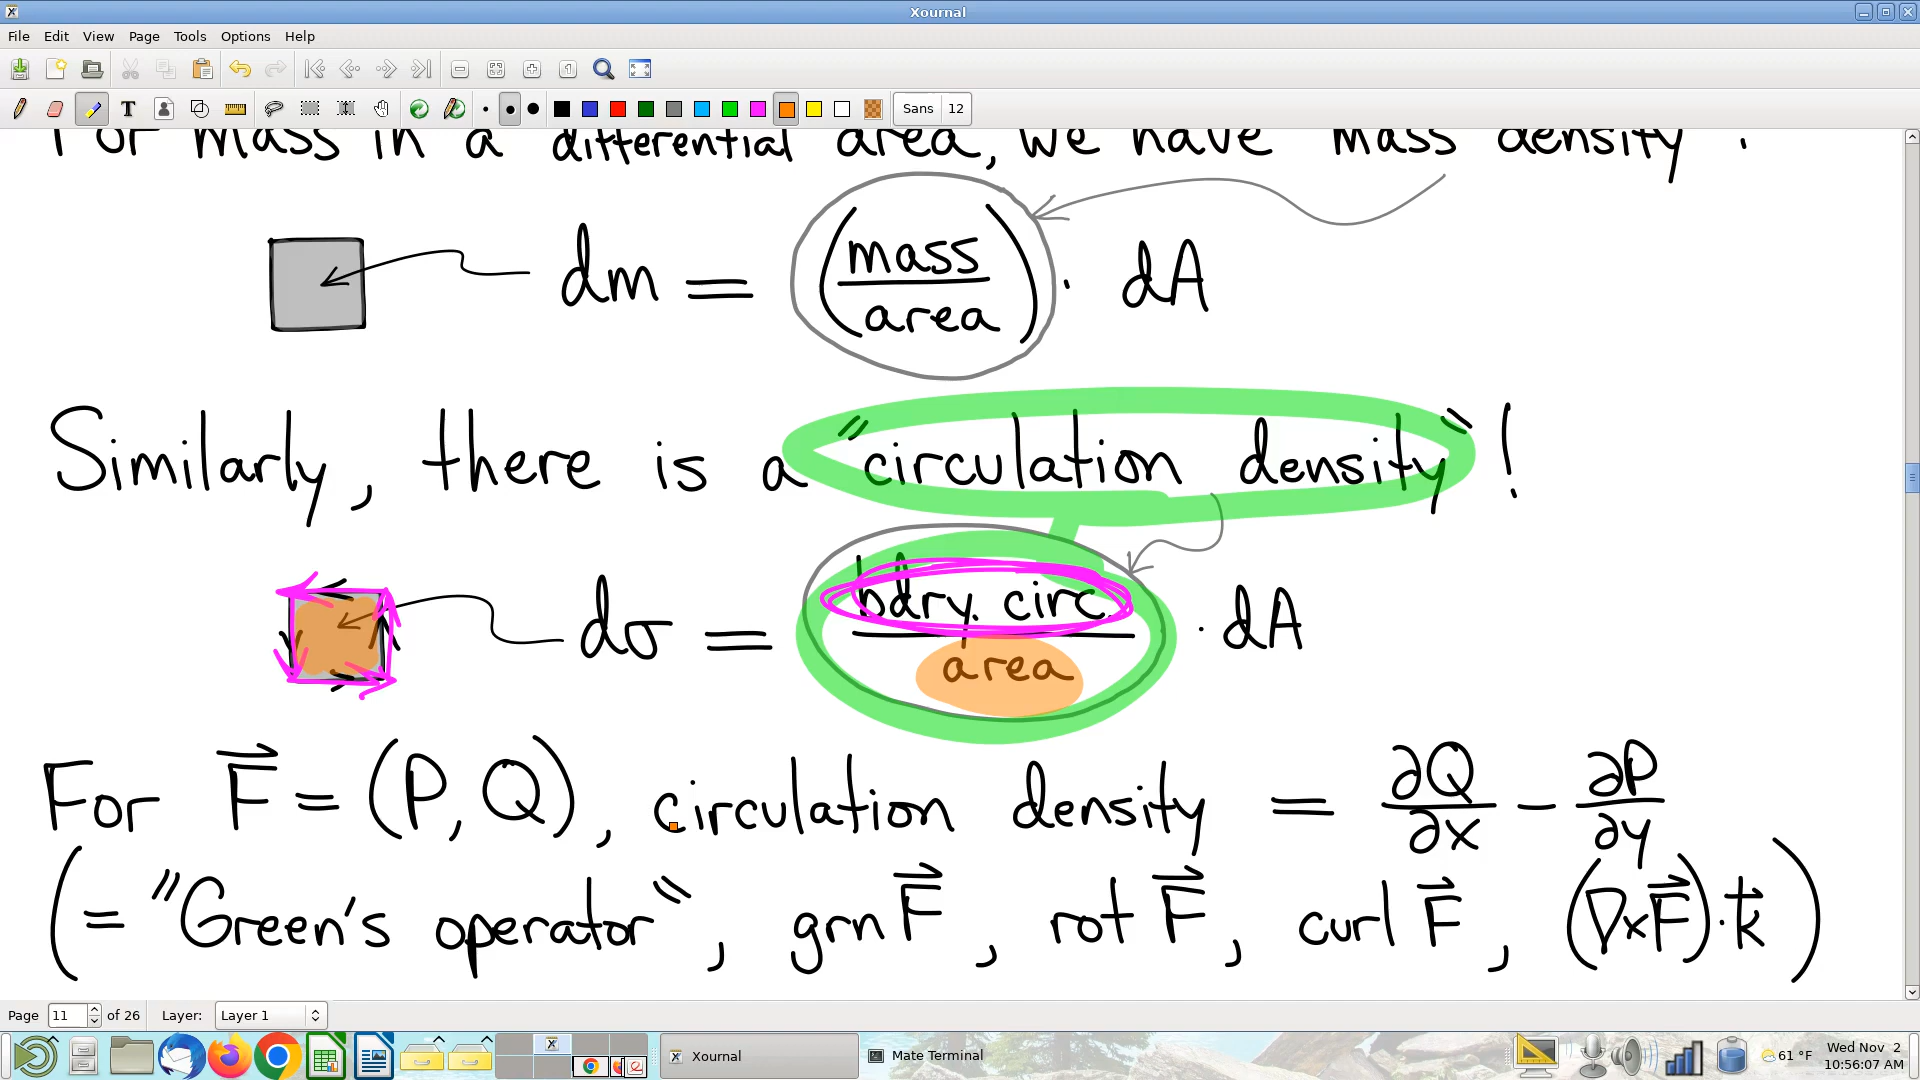 Xournal
File Edit View Page Tools Options Help
Sans 12
For mass in a differential area, we have mass density :
dm = (mass/area) · dA
Similarly, there is a "circulation density"!
dσ = bdry. circ./area · dA
For F⃗ = (P, Q), circulation density = ∂Q/∂x − ∂P/∂y
(= "Green's operator", grn F⃗, rot F⃗, curl F⃗, (∇×F⃗)·k⃗)
Page 11 of 26 Layer: Layer 1
Xournal Mate Terminal 61 °F Wed Nov 2
10:56:07 AM